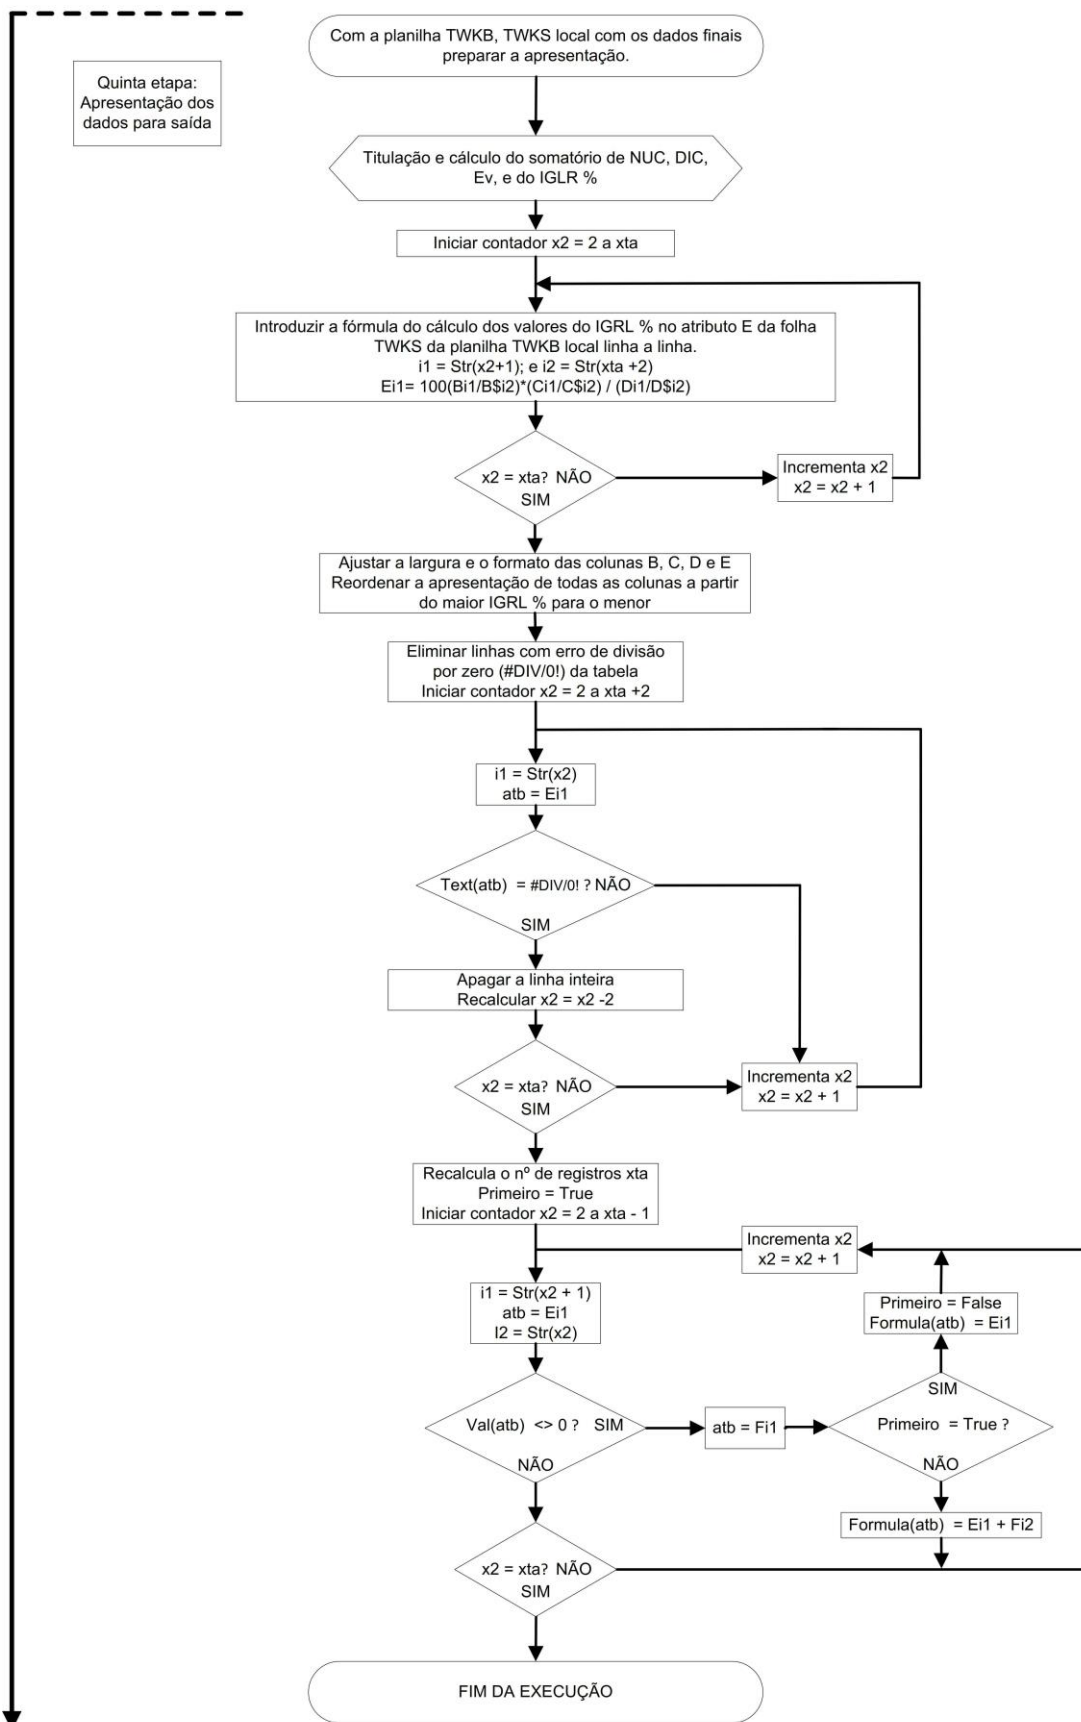 Com a planilha TWKB, TWKS local com os dados finais
preparar a apresentação.
Quinta etapa:
Apresentação dos
dados para saída
Titulação e cálculo do somatório de NUC, DIC,
Ev, e do IGLR %
Iniciar contador x2 = 2 a xta
Introduzir a fórmula do cálculo dos valores do IGRL % no atributo E da folha
TWKS da planilha TWKB local linha a linha.
i1 = Str(x2+1); e i2 = Str(xta +2)
Ei1= 100(Bi1/B$i2)*(Ci1/C$i2) / (Di1/D$i2)
x2 = xta? NÃO
SIM
Incrementa x2
x2 = x2 + 1
Ajustar a largura e o formato das colunas B, C, D e E
Reordenar a apresentação de todas as colunas a partir
do maior IGRL % para o menor
Eliminar linhas com erro de divisão
por zero (#DIV/0!) da tabela
Iniciar contador x2 = 2 a xta +2
i1 = Str(x2)
atb = Ei1
Text(atb) = #DIV/0! ? NÃO
SIM
Apagar a linha inteira
Recalcular x2 = x2 -2
x2 = xta? NÃO
SIM
Incrementa x2
x2 = x2 + 1
Recalcula o nº de registros xta
Primeiro = True
Iniciar contador x2 = 2 a xta - 1
Incrementa x2
x2 = x2 + 1
i1 = Str(x2 + 1)
atb = Ei1
I2 = Str(x2)
Primeiro = False
Formula(atb) = Ei1
Val(atb) <> 0 ? SIM
NÃO
atb = Fi1
SIM
Primeiro = True ?
NÃO
Formula(atb) = Ei1 + Fi2
x2 = xta? NÃO
SIM
FIM DA EXECUÇÃO